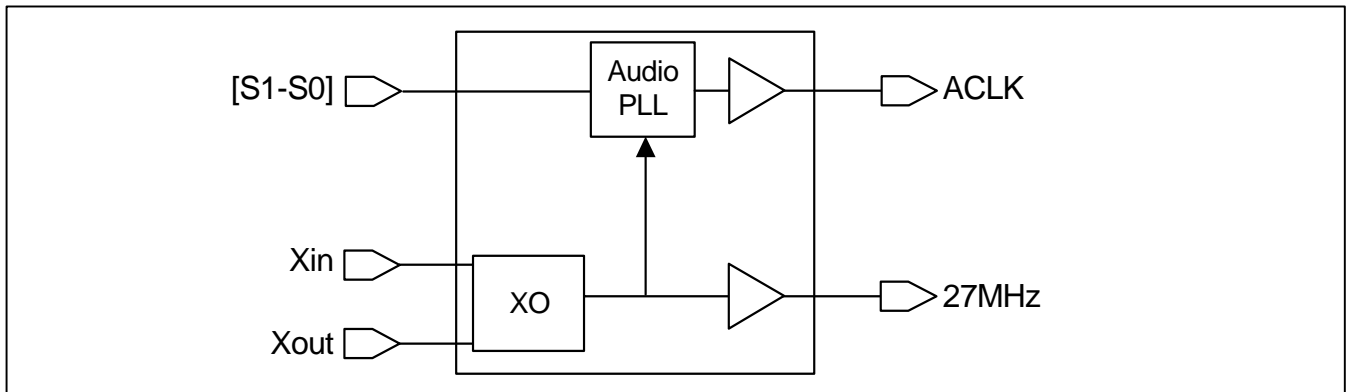 [S1-S0]
Audio
PLL
ACLK
Xin
XO
27MHz
Xout